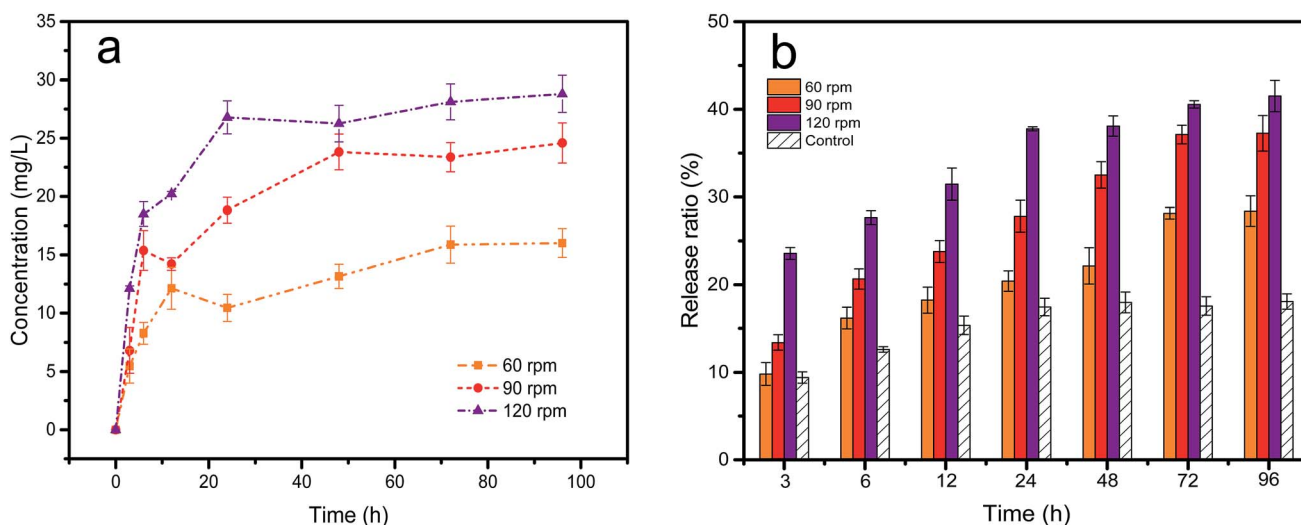 a
Concentration (mg/L)
35
30
25
20
15
10
5
0
0 20 40 60 80 100
Time (h)
60 rpm
90 rpm
120 rpm
b
Release ratio (%)
50
40
30
20
10
0
3 6 12 24 48 72 96
Time (h)
60 rpm
90 rpm
120 rpm
Control